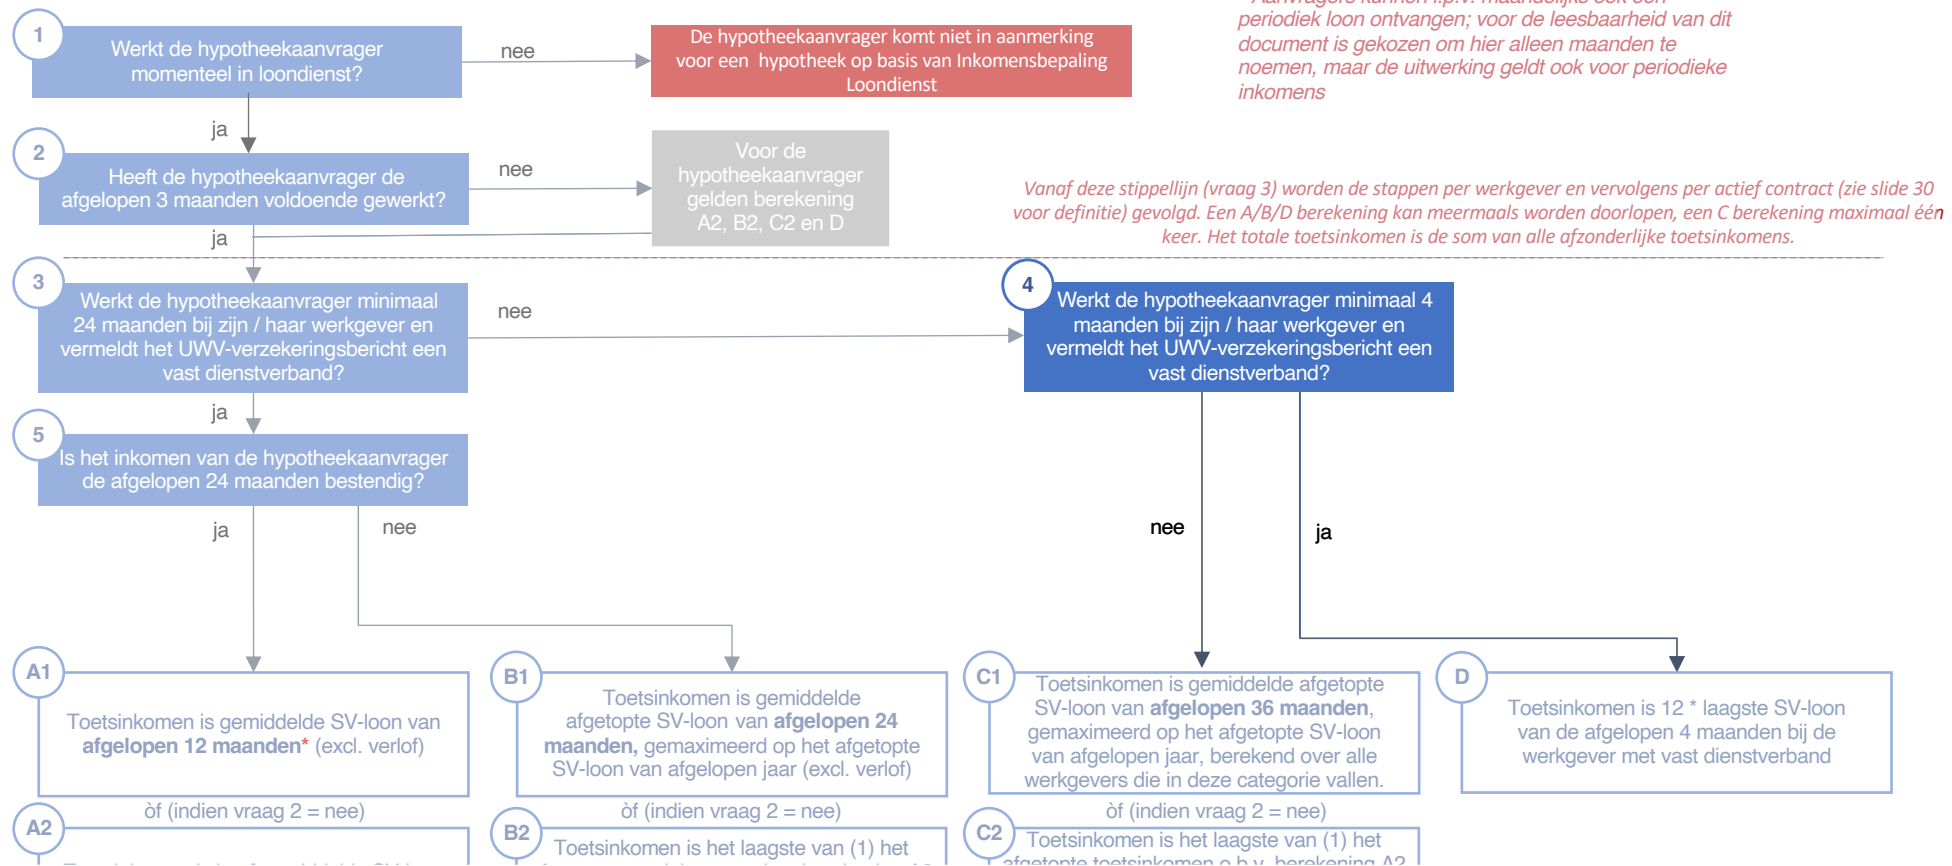 1
Werkt de hypotheekaanvrager
momenteel in loondienst?
nee
De hypotheekaanvrager komt niet in aanmerking
voor een hypotheek op basis van Inkomensbepaling
Loondienst
periodiek loon ontvangen; voor de leesbaarheid van dit
document is gekozen om hier alleen maanden te
noemen, maar de uitwerking geldt ook voor periodieke
inkomens
ja
2
Heeft de hypotheekaanvrager de
afgelopen 3 maanden voldoende gewerkt?
nee
Voor de
hypotheekaanvrager
gelden berekening
A2, B2, C2 en D
Vanaf deze stippellijn (vraag 3) worden de stappen per werkgever en vervolgens per actief contract (zie slide 30
voor definitie) gevolgd. Een A/B/D berekening kan meermaals worden doorlopen, een C berekening maximaal één
keer. Het totale toetsinkomen is de som van alle afzonderlijke toetsinkomens.
ja
3
Werkt de hypotheekaanvrager minimaal
24 maanden bij zijn / haar werkgever en
vermeldt het UWV-verzekeringsbericht een
vast dienstverband?
nee
4
Werkt de hypotheekaanvrager minimaal 4
maanden bij zijn / haar werkgever en
vermeldt het UWV-verzekeringsbericht een
vast dienstverband?
ja
5
Is het inkomen van de hypotheekaanvrager
de afgelopen 24 maanden bestendig?
ja
nee
nee
ja
A1
Toetsinkomen is gemiddelde SV-loon van
afgelopen 12 maanden* (excl. verlof)
B1
Toetsinkomen is gemiddelde
afgetopte SV-loon van afgelopen 24
maanden, gemaximeerd op het afgetopte
SV-loon van afgelopen jaar (excl. verlof)
C1
Toetsinkomen is gemiddelde afgetopte
SV-loon van afgelopen 36 maanden,
gemaximeerd op het afgetopte SV-loon
van afgelopen jaar, berekend over alle
werkgevers die in deze categorie vallen.
D
Toetsinkomen is 12 * laagste SV-loon
van de afgelopen 4 maanden bij de
werkgever met vast dienstverband
òf (indien vraag 2 = nee)
òf (indien vraag 2 = nee)
òf (indien vraag 2 = nee)
A2
B2
Toetsinkomen is het laagste van (1) het
C2
Toetsinkomen is het laagste van (1) het
afgetopte toetsinkomen o.b.v. berekening A2